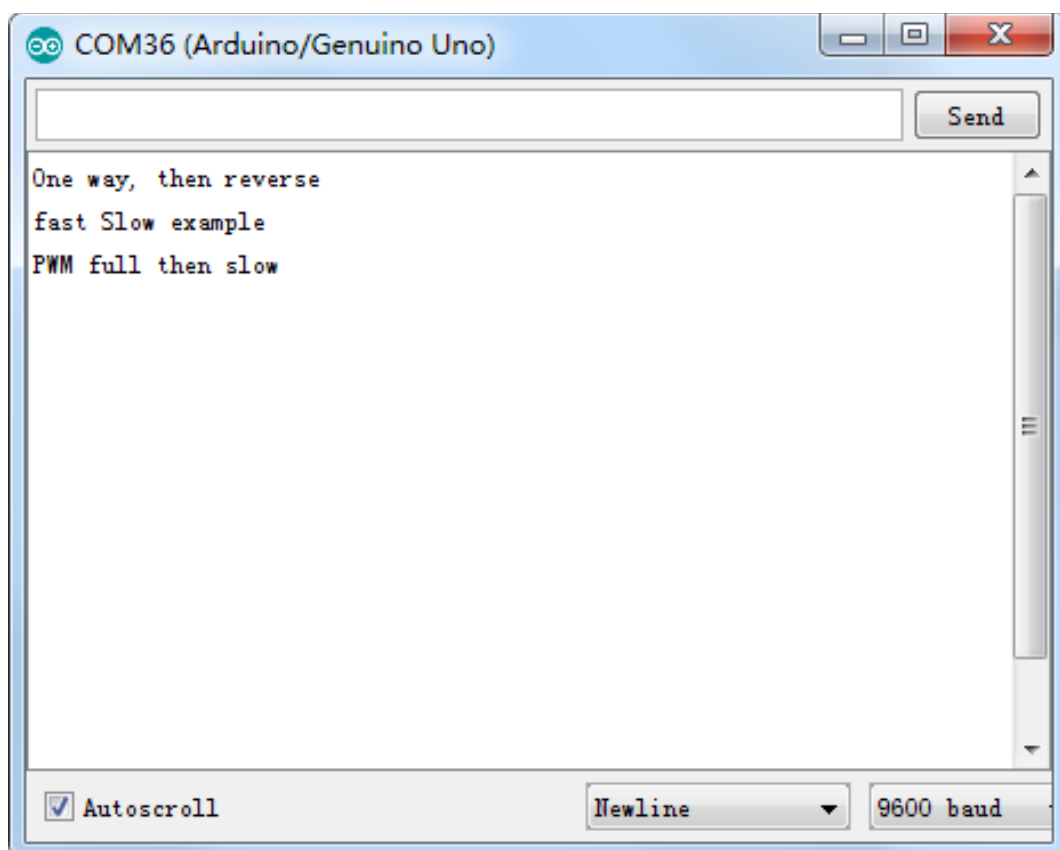 COM36 (Arduino/Genuino Uno)
Send
One way, then reverse
fast Slow example
PWM full then slow
Autoscroll
Newline
9600 baud